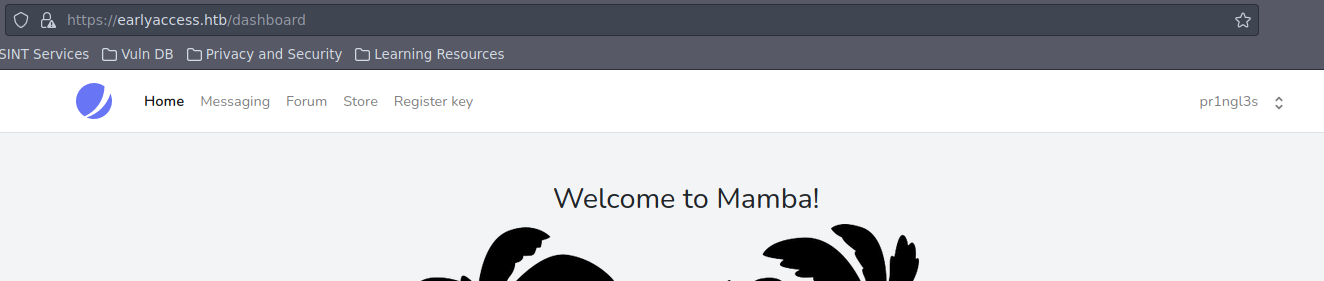 https://earlyaccess.htb/dashboard
SINT Services Vuln DB Privacy and Security Learning Resources
Home Messaging Forum Store Register key pr1ngl3s
Welcome to Mamba!